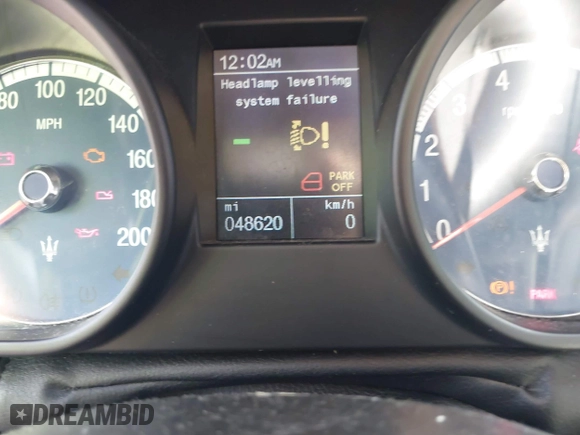 12:02AM
Headlamp levelling
system failure
PARK
OFF
mi
km/h
048620
0
80
100
120
140
160
180
200
MPH
4
3
2
1
0
PARK
DREAMBID